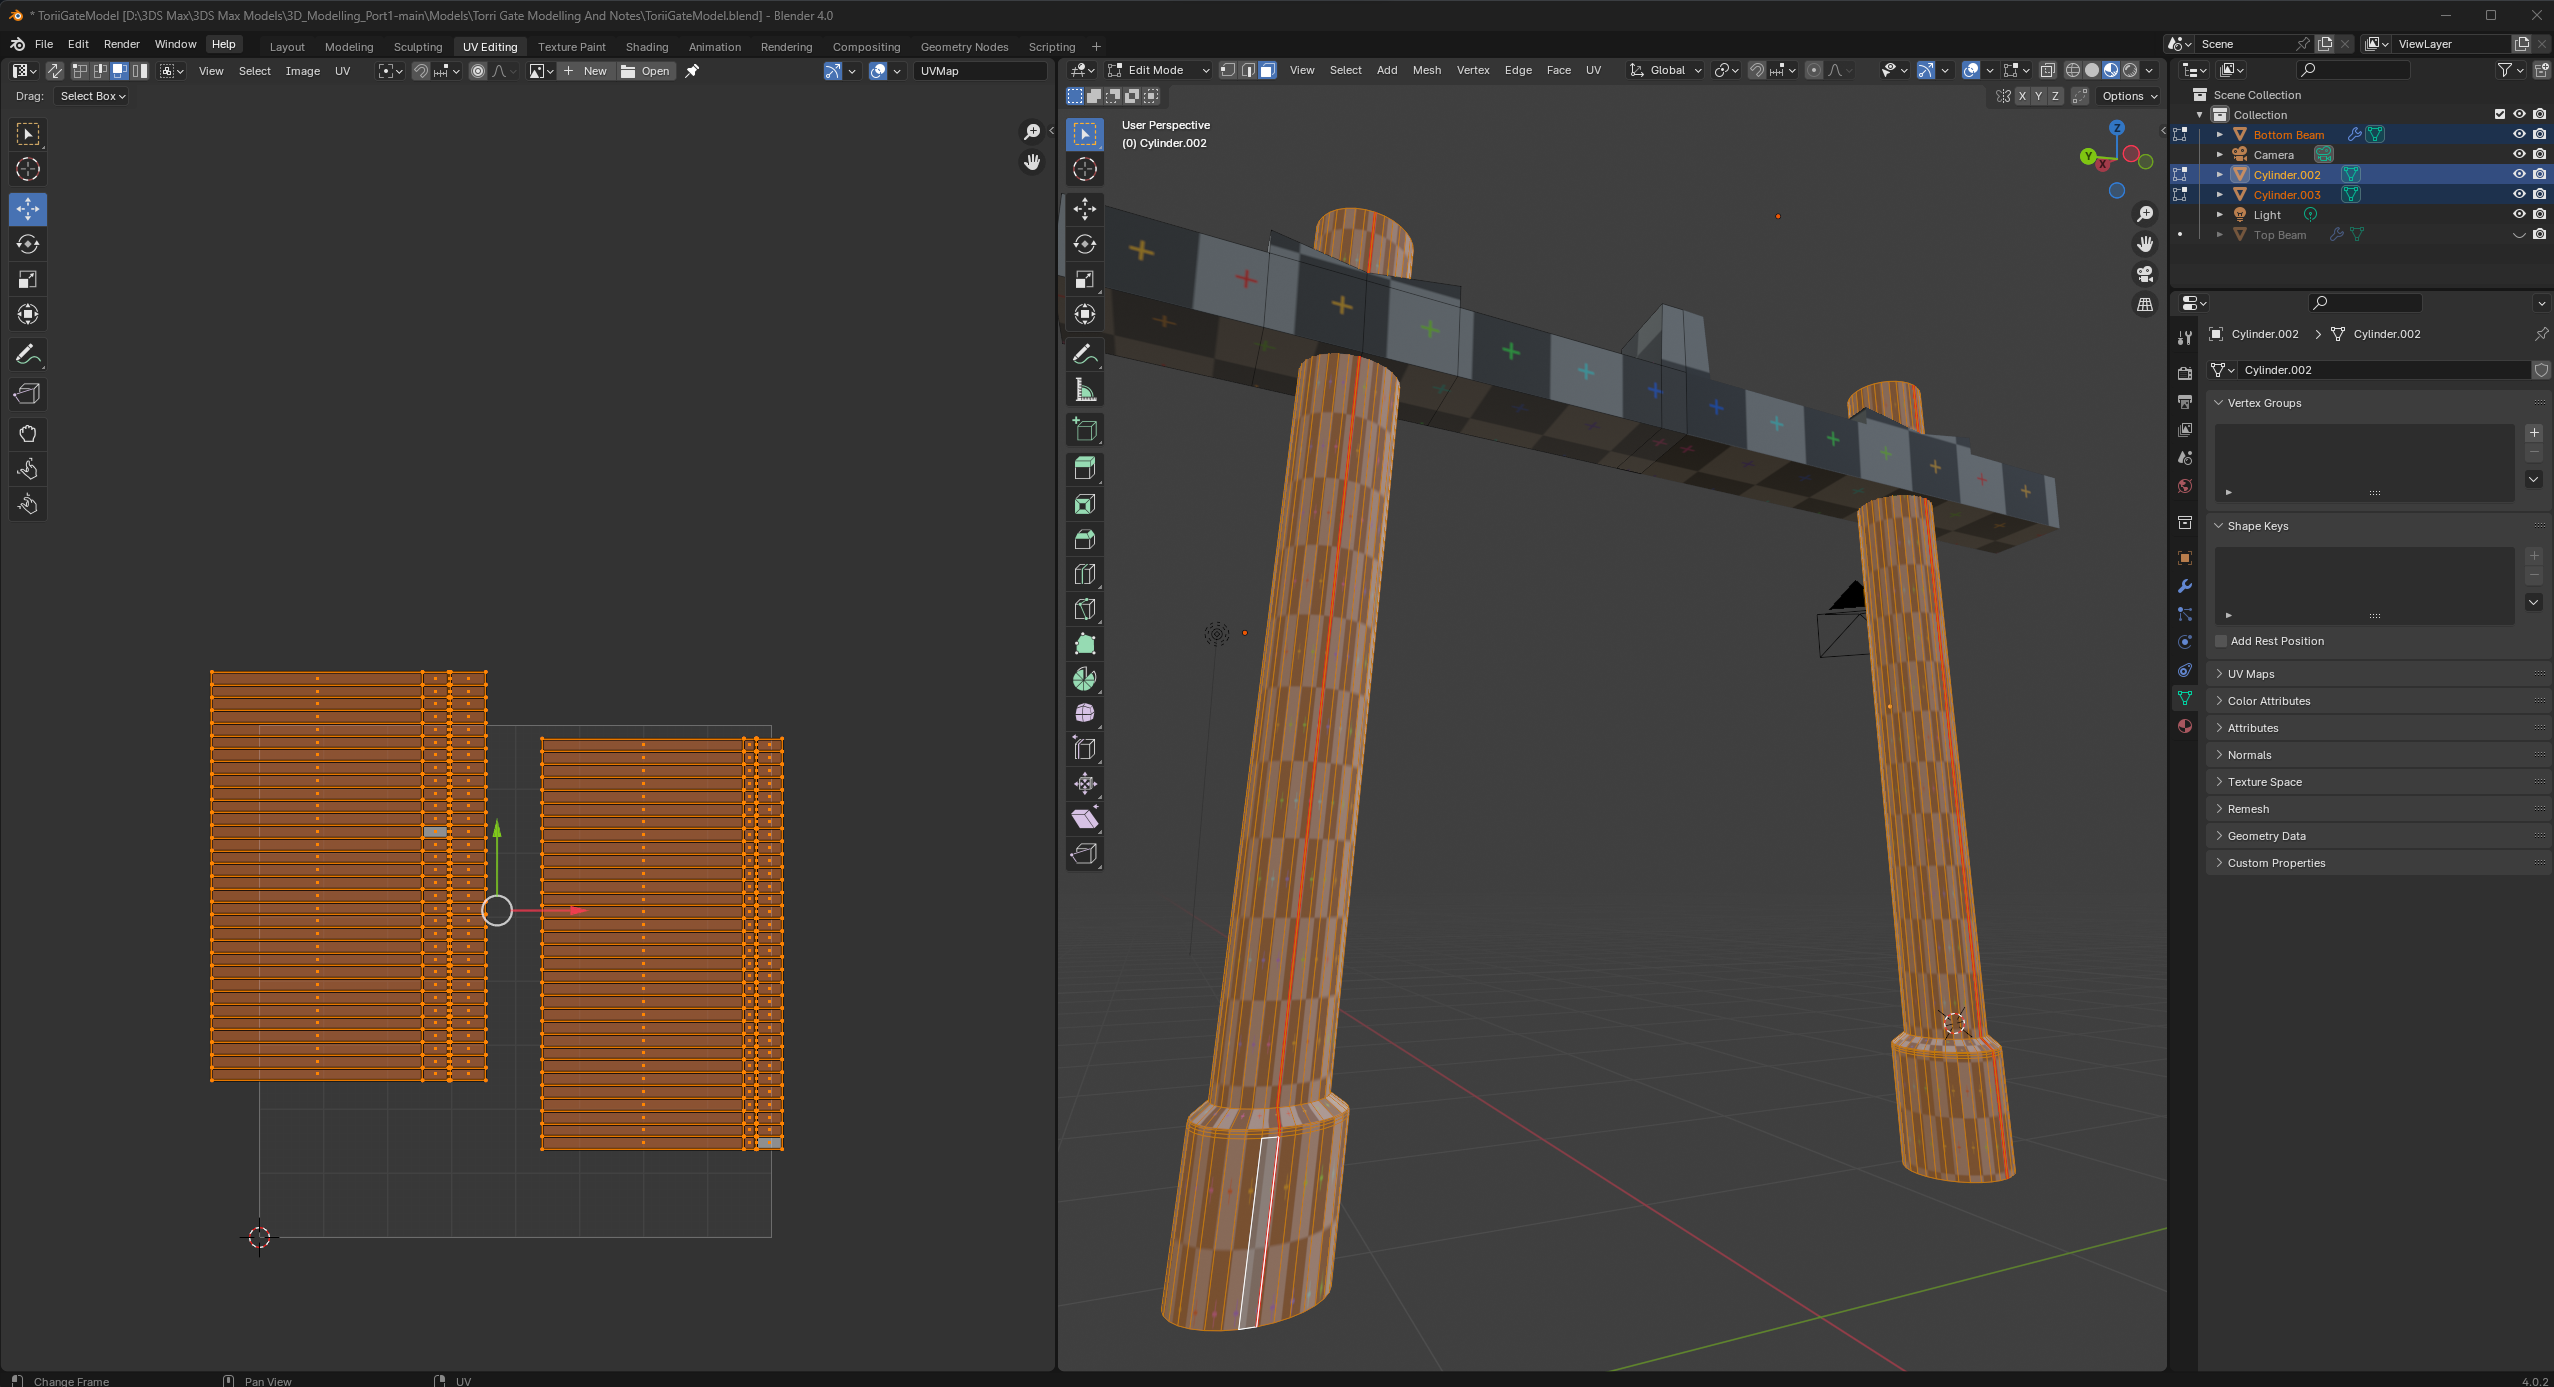 * ToriiGateModel [D:\3DS Max\3DS Max Models\3D_Modelling_Port1-main\Models\Torri Gate Modelling And Notes\ToriiGateModel.blend] - Blender 4.0
File Edit Render Window Help Layout Modeling Sculpting UV Editing Texture Paint Shading Animation Rendering Compositing Geometry Nodes Scripting +
Scene
ViewLayer
View Select Image UV
New
Open
UVMap
Drag: Select Box
Edit Mode View Select Add Mesh Vertex Edge Face UV
Global
X Y Z
Options
User Perspective
(0) Cylinder.002
Z
Y
X
Scene Collection
Collection
Bottom Beam
Camera
Cylinder.002
Cylinder.003
Light
Top Beam
Cylinder.002 > Cylinder.002
Cylinder.002
Vertex Groups
Shape Keys
Add Rest Position
UV Maps
Color Attributes
Attributes
Normals
Texture Space
Remesh
Geometry Data
Custom Properties
Change Frame
Pan View
UV
4.0.2